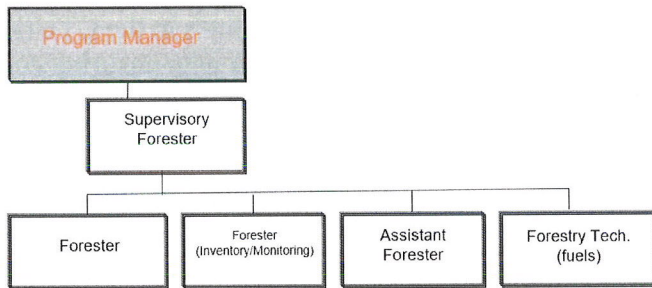 Program Manager
Supervisory
Forester
Forester
Forester
(Inventory/Monitoring)
Assistant
Forester
Forestry Tech.
(fuels)